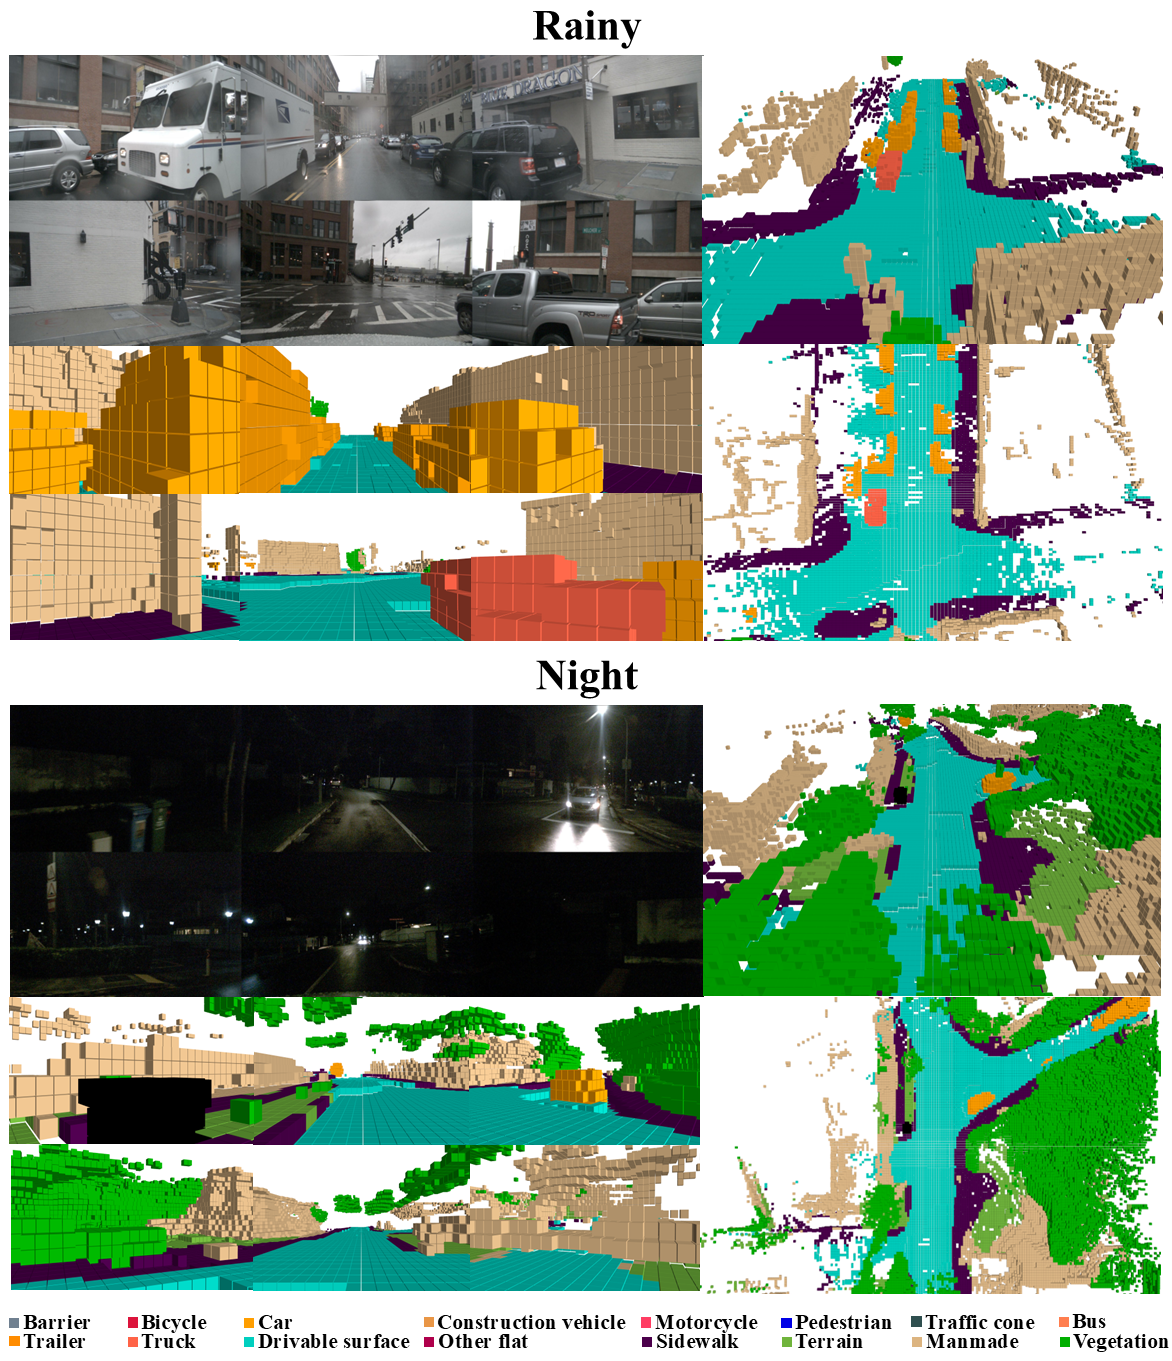 Rainy
DRAGON
Night
Barrier Bicycle Car Construction vehicle Motorcycle Pedestrian Traffic cone Bus
Trailer Truck Drivable surface Other flat Sidewalk Terrain Manmade Vegetation